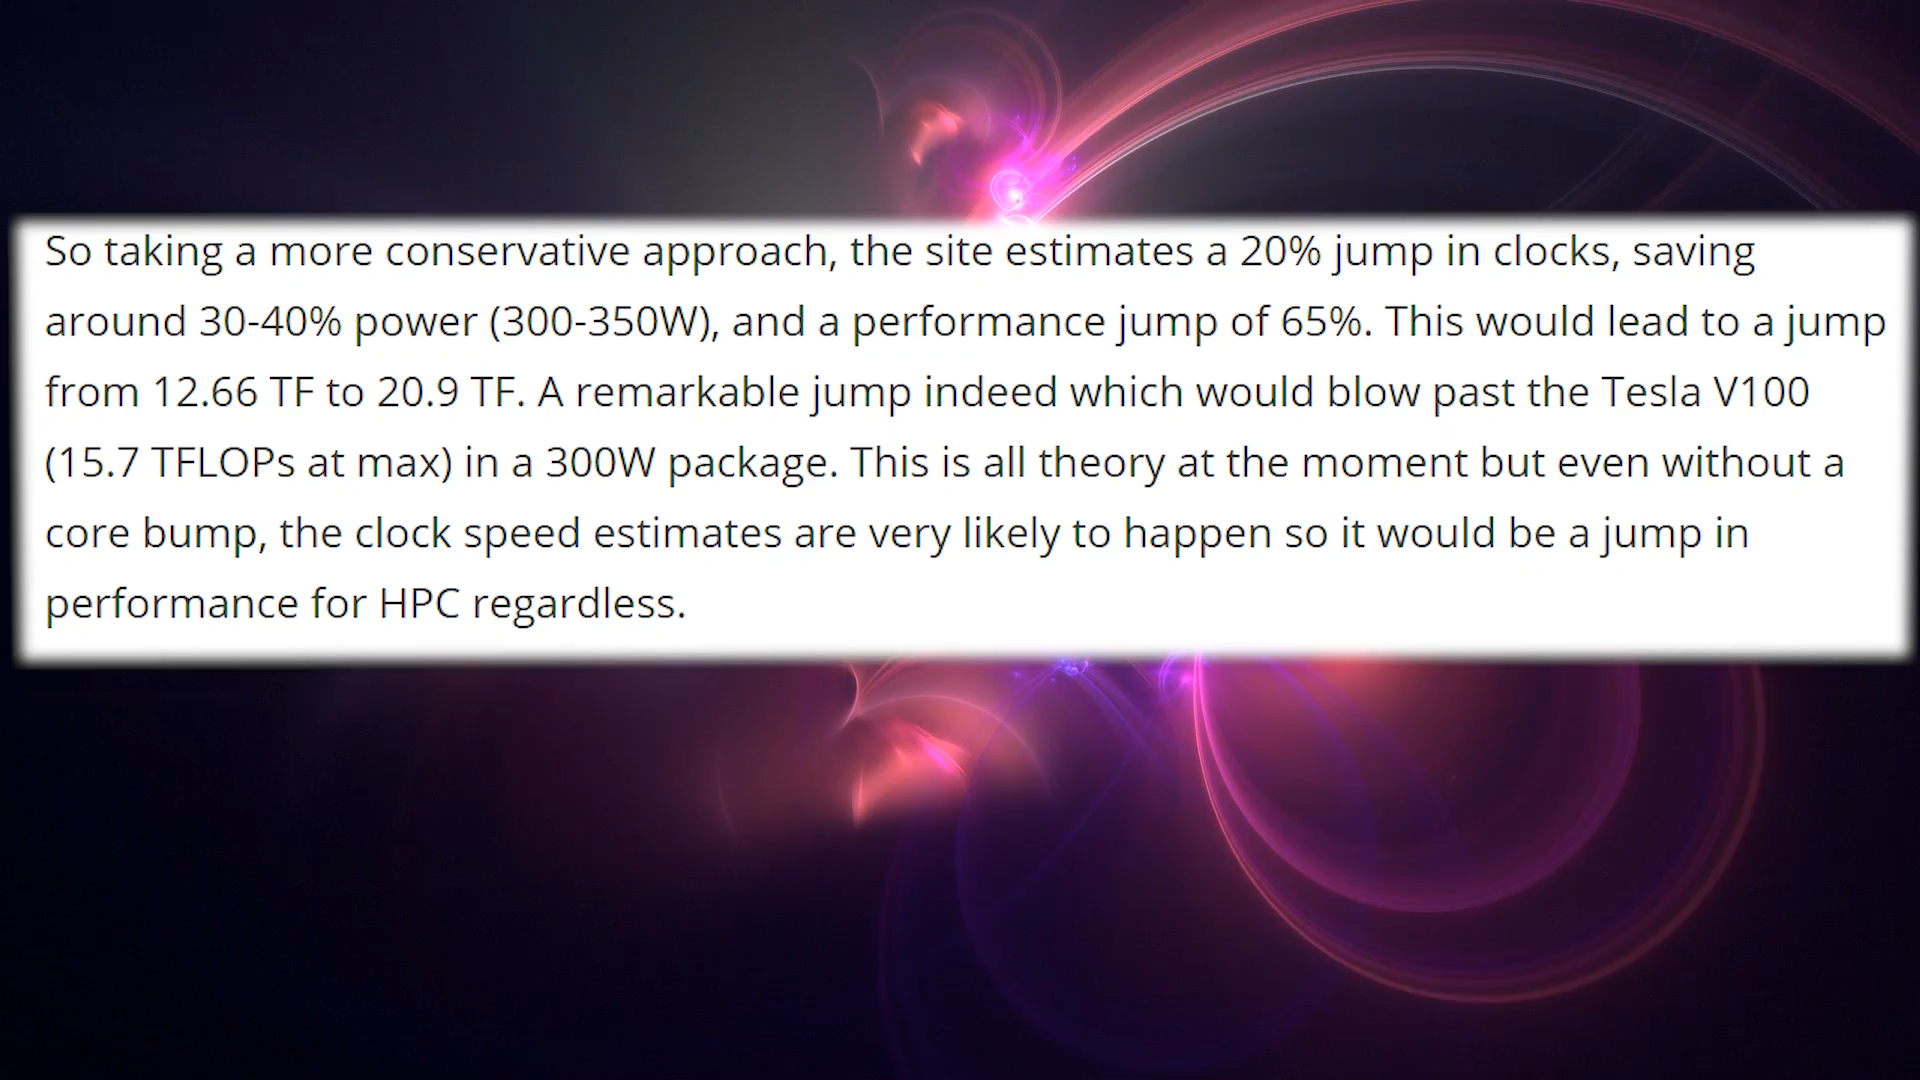 So taking a more conservative approach, the site estimates a 20% jump in clocks, saving
around 30-40% power (300-350W), and a performance jump of 65%. This would lead to a jump
from 12.66 TF to 20.9 TF. A remarkable jump indeed which would blow past the Tesla V100
(15.7 TFLOPs at max) in a 300W package. This is all theory at the moment but even without a
core bump, the clock speed estimates are very likely to happen so it would be a jump in
performance for HPC regardless.